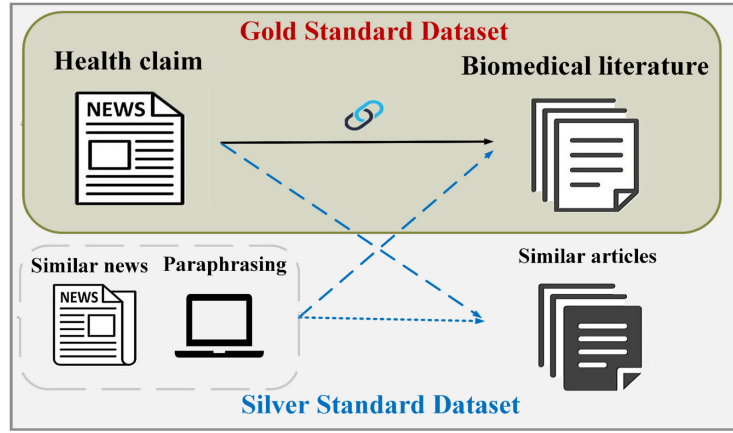 Gold Standard Dataset
Health claim
Biomedical literature
NEWS
Similar news
Paraphrasing
Similar articles
NEWS
Silver Standard Dataset